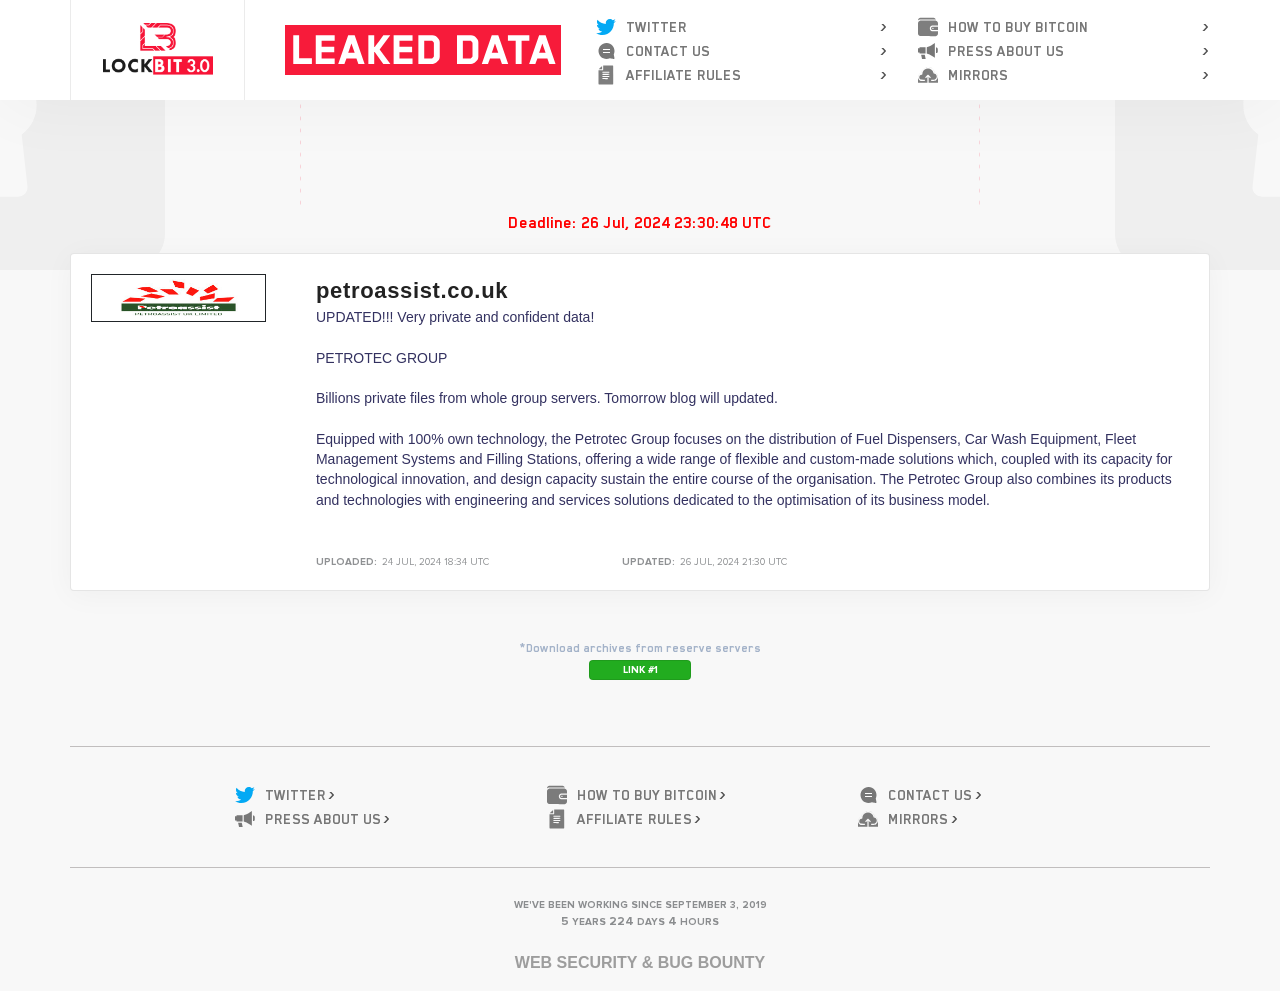 LOCKBIT 3.0
LEAKED DATA
TWITTER
CONTACT US
AFFILIATE RULES
HOW TO BUY BITCOIN
PRESS ABOUT US
MIRRORS
Deadline: 26 Jul, 2024 23:30:48 UTC
Petroassist
PETROASSIST UK LIMITED
petroassist.co.uk
UPDATED!!! Very private and confident data!
PETROTEC GROUP
Billions private files from whole group servers. Tomorrow blog will updated.
Equipped with 100% own technology, the Petrotec Group focuses on the distribution of Fuel Dispensers, Car Wash Equipment, Fleet
Management Systems and Filling Stations, offering a wide range of flexible and custom-made solutions which, coupled with its capacity for
technological innovation, and design capacity sustain the entire course of the organisation. The Petrotec Group also combines its products
and technologies with engineering and services solutions dedicated to the optimisation of its business model.
UPLOADED: 24 JUL, 2024 18:34 UTC
UPDATED: 26 JUL, 2024 21:30 UTC
*Download archives from reserve servers
LINK #1
TWITTER
PRESS ABOUT US
HOW TO BUY BITCOIN
AFFILIATE RULES
CONTACT US
MIRRORS
WE'VE BEEN WORKING SINCE SEPTEMBER 3, 2019
5 YEARS 224 DAYS 4 HOURS
WEB SECURITY & BUG BOUNTY